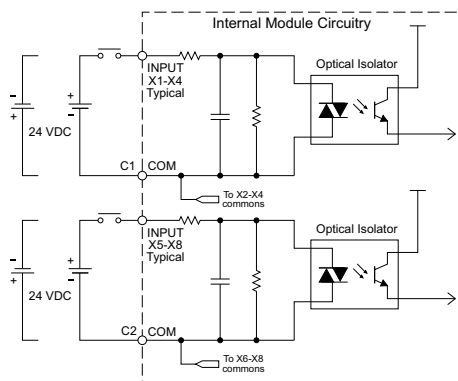 Internal Module Circuitry
Optical Isolator
INPUT
X1-X4
Typical
- +
+ -
24 VDC
C1 COM
To X2-X4
commons
Optical Isolator
INPUT
X5-X8
Typical
- +
+ -
24 VDC
C2 COM
To X6-X8
commons